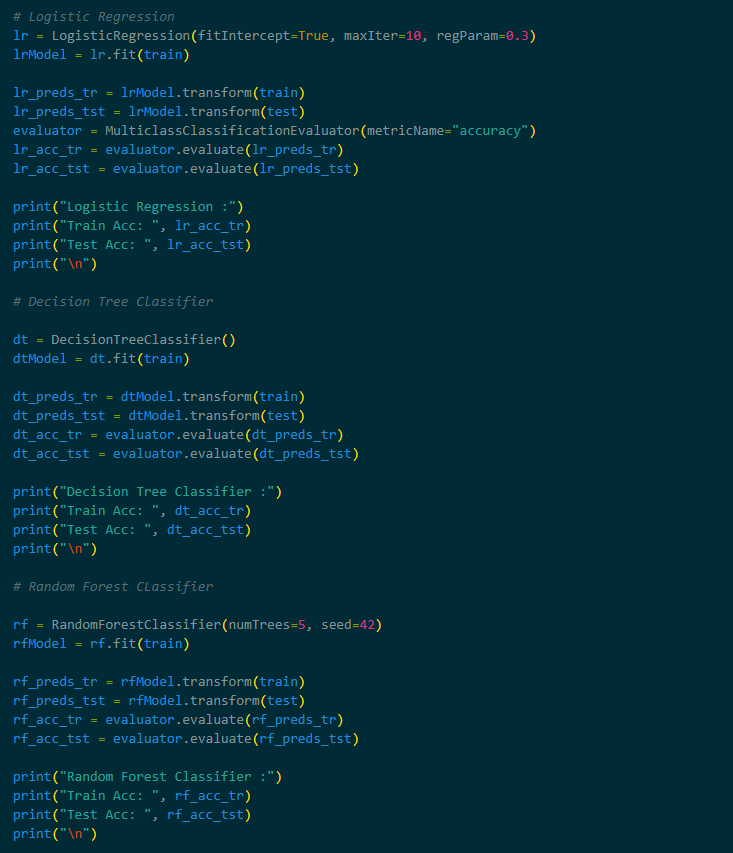 # Logistic Regression
lr = LogisticRegression(fitIntercept=True, maxIter=10, regParam=0.3)
lrModel = lr.fit(train)
lr_preds_tr = lrModel.transform(train)
lr_preds_tst = lrModel.transform(test)
evaluator = MulticlassClassificationEvaluator(metricName="accuracy")
lr_acc_tr = evaluator.evaluate(lr_preds_tr)
lr_acc_tst = evaluator.evaluate(lr_preds_tst)
print("Logistic Regression :")
print("Train Acc: ", lr_acc_tr)
print("Test Acc: ", lr_acc_tst)
print("\n")
# Decision Tree Classifier
dt = DecisionTreeClassifier()
dtModel = dt.fit(train)
dt_preds_tr = dtModel.transform(train)
dt_preds_tst = dtModel.transform(test)
dt_acc_tr = evaluator.evaluate(dt_preds_tr)
dt_acc_tst = evaluator.evaluate(dt_preds_tst)
print("Decision Tree Classifier :")
print("Train Acc: ", dt_acc_tr)
print("Test Acc: ", dt_acc_tst)
print("\n")
# Random Forest CLassifier
rf = RandomForestClassifier(numTrees=5, seed=42)
rfModel = rf.fit(train)
rf_preds_tr = rfModel.transform(train)
rf_preds_tst = rfModel.transform(test)
rf_acc_tr = evaluator.evaluate(rf_preds_tr)
rf_acc_tst = evaluator.evaluate(rf_preds_tst)
print("Random Forest Classifier :")
print("Train Acc: ", rf_acc_tr)
print("Test Acc: ", rf_acc_tst)
print("\n")